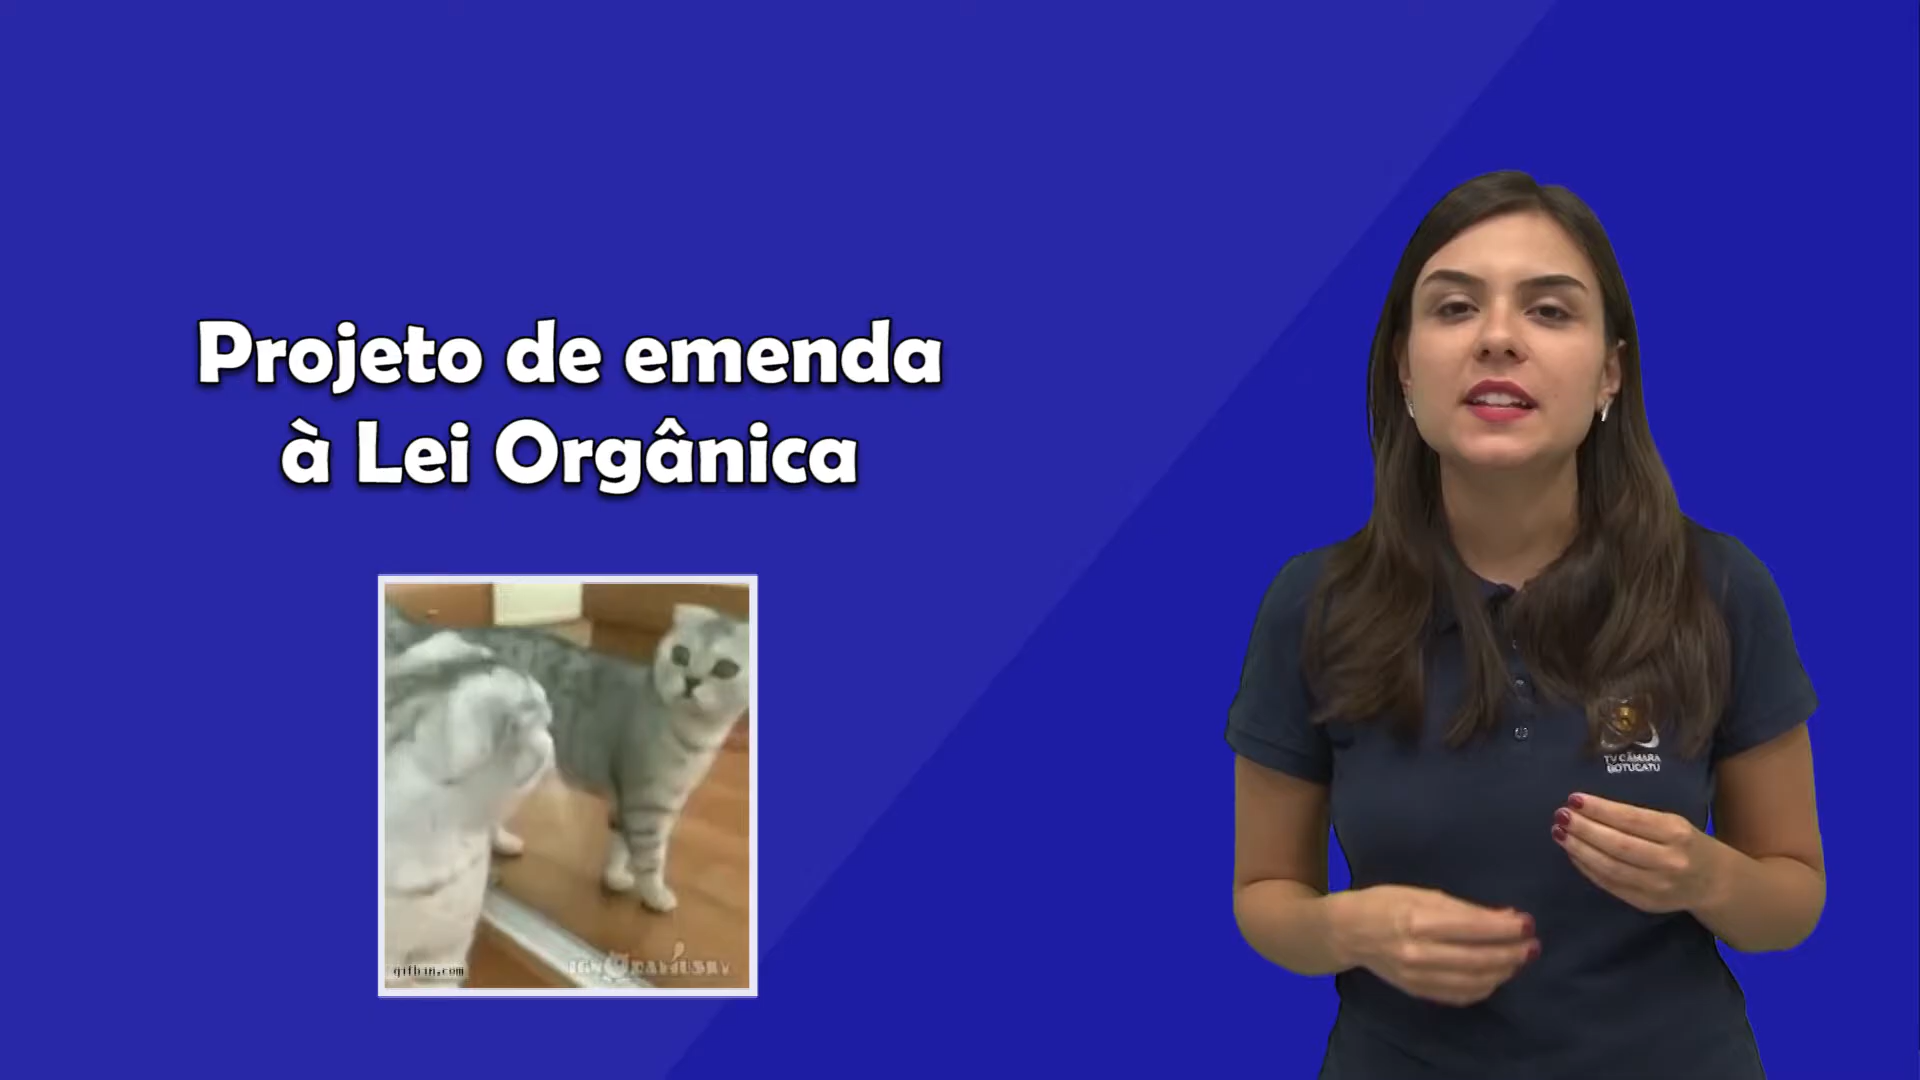 Projeto de emenda
à Lei Orgânica
TV CÂMARA
BOTUCATU
gifbin.com